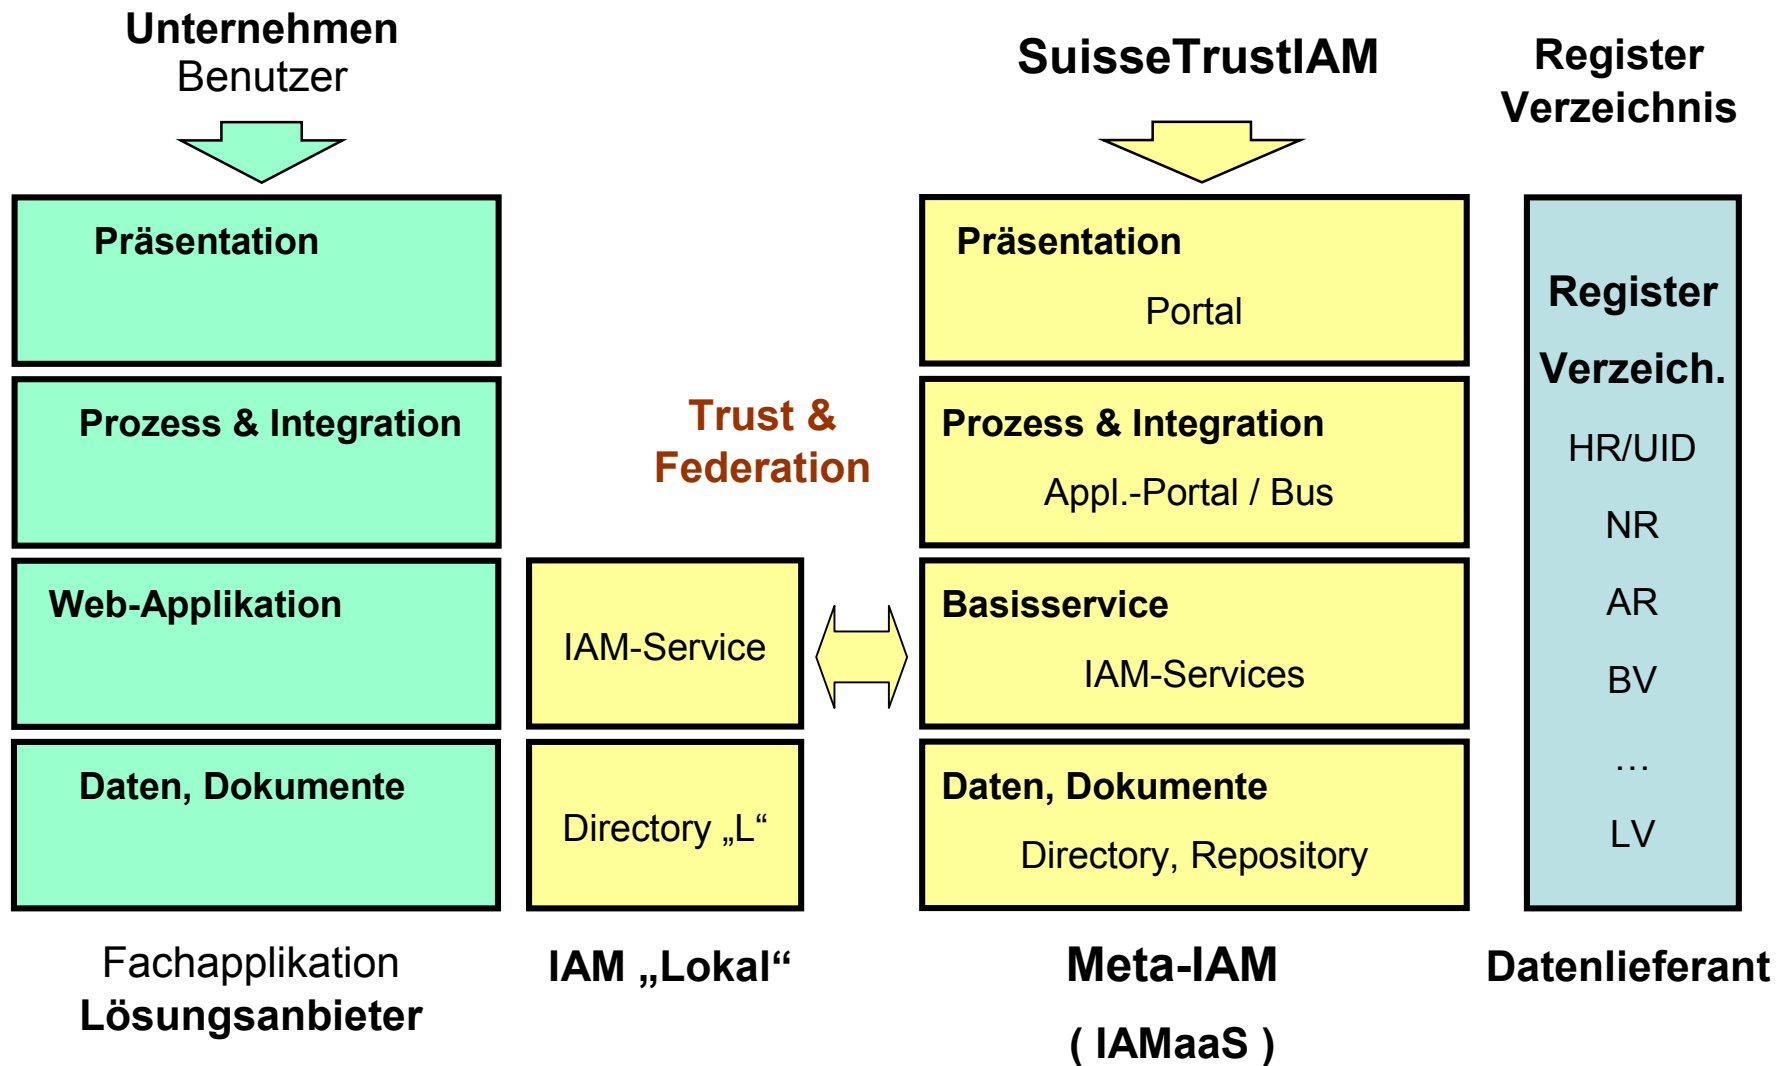 Unternehmen
Benutzer
SuisseTrustIAM
Register
Verzeichnis
Präsentation
Prozess & Integration
Web-Applikation
Daten, Dokumente
Fachapplikation
Lösungsanbieter
IAM-Service
Directory „L“
IAM „Lokal“
Trust &
Federation
Präsentation
Portal
Prozess & Integration
Appl.-Portal / Bus
Basisservice
IAM-Services
Daten, Dokumente
Directory, Repository
Meta-IAM
( IAMaaS )
Register
Verzeich.
HR/UID
NR
AR
BV
…
LV
Datenlieferant